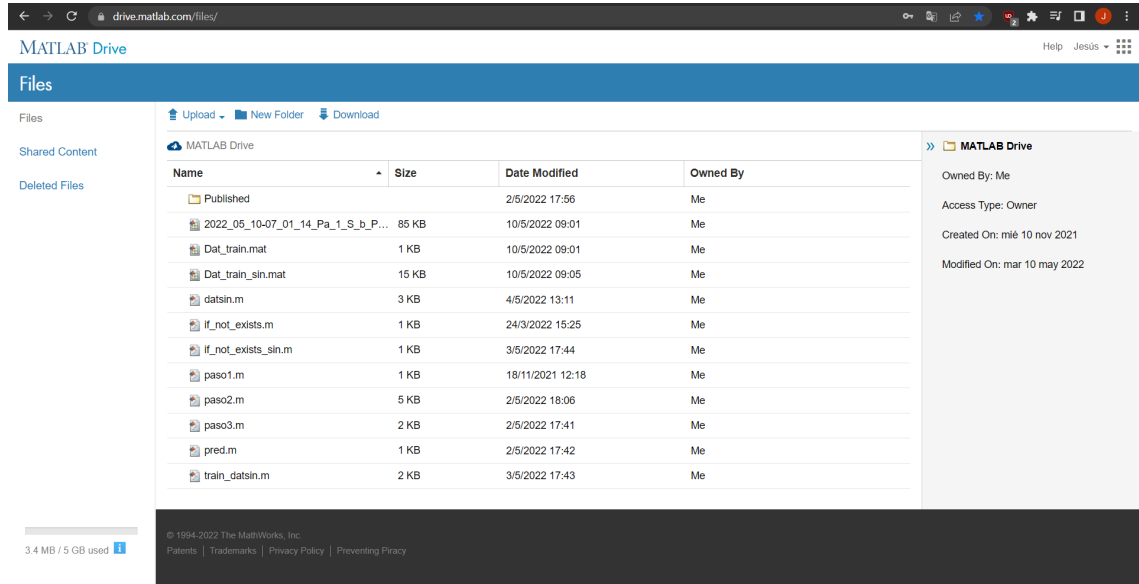 drive.matlab.com/files/
2
J
MATLAB Drive
Help Jesús
Files
Files
Shared Content
Deleted Files
Upload New Folder Download
MATLAB Drive
Name Size Date Modified Owned By
Published 2/5/2022 17:56 Me
2022_05_10-07_01_14_Pa_1_S_b_P... 85 KB 10/5/2022 09:01 Me
Dat_train.mat 1 KB 10/5/2022 09:01 Me
Dat_train_sin.mat 15 KB 10/5/2022 09:05 Me
datsin.m 3 KB 4/5/2022 13:11 Me
if_not_exists.m 1 KB 24/3/2022 15:25 Me
if_not_exists_sin.m 1 KB 3/5/2022 17:44 Me
paso1.m 1 KB 18/11/2021 12:18 Me
paso2.m 5 KB 2/5/2022 18:06 Me
paso3.m 2 KB 2/5/2022 17:41 Me
pred.m 1 KB 2/5/2022 17:42 Me
train_datsin.m 2 KB 3/5/2022 17:43 Me
» MATLAB Drive
Owned By: Me
Access Type: Owner
Created On: mié 10 nov 2021
Modified On: mar 10 may 2022
3.4 MB / 5 GB used i
© 1994-2022 The MathWorks, Inc.
Patents | Trademarks | Privacy Policy | Preventing Piracy